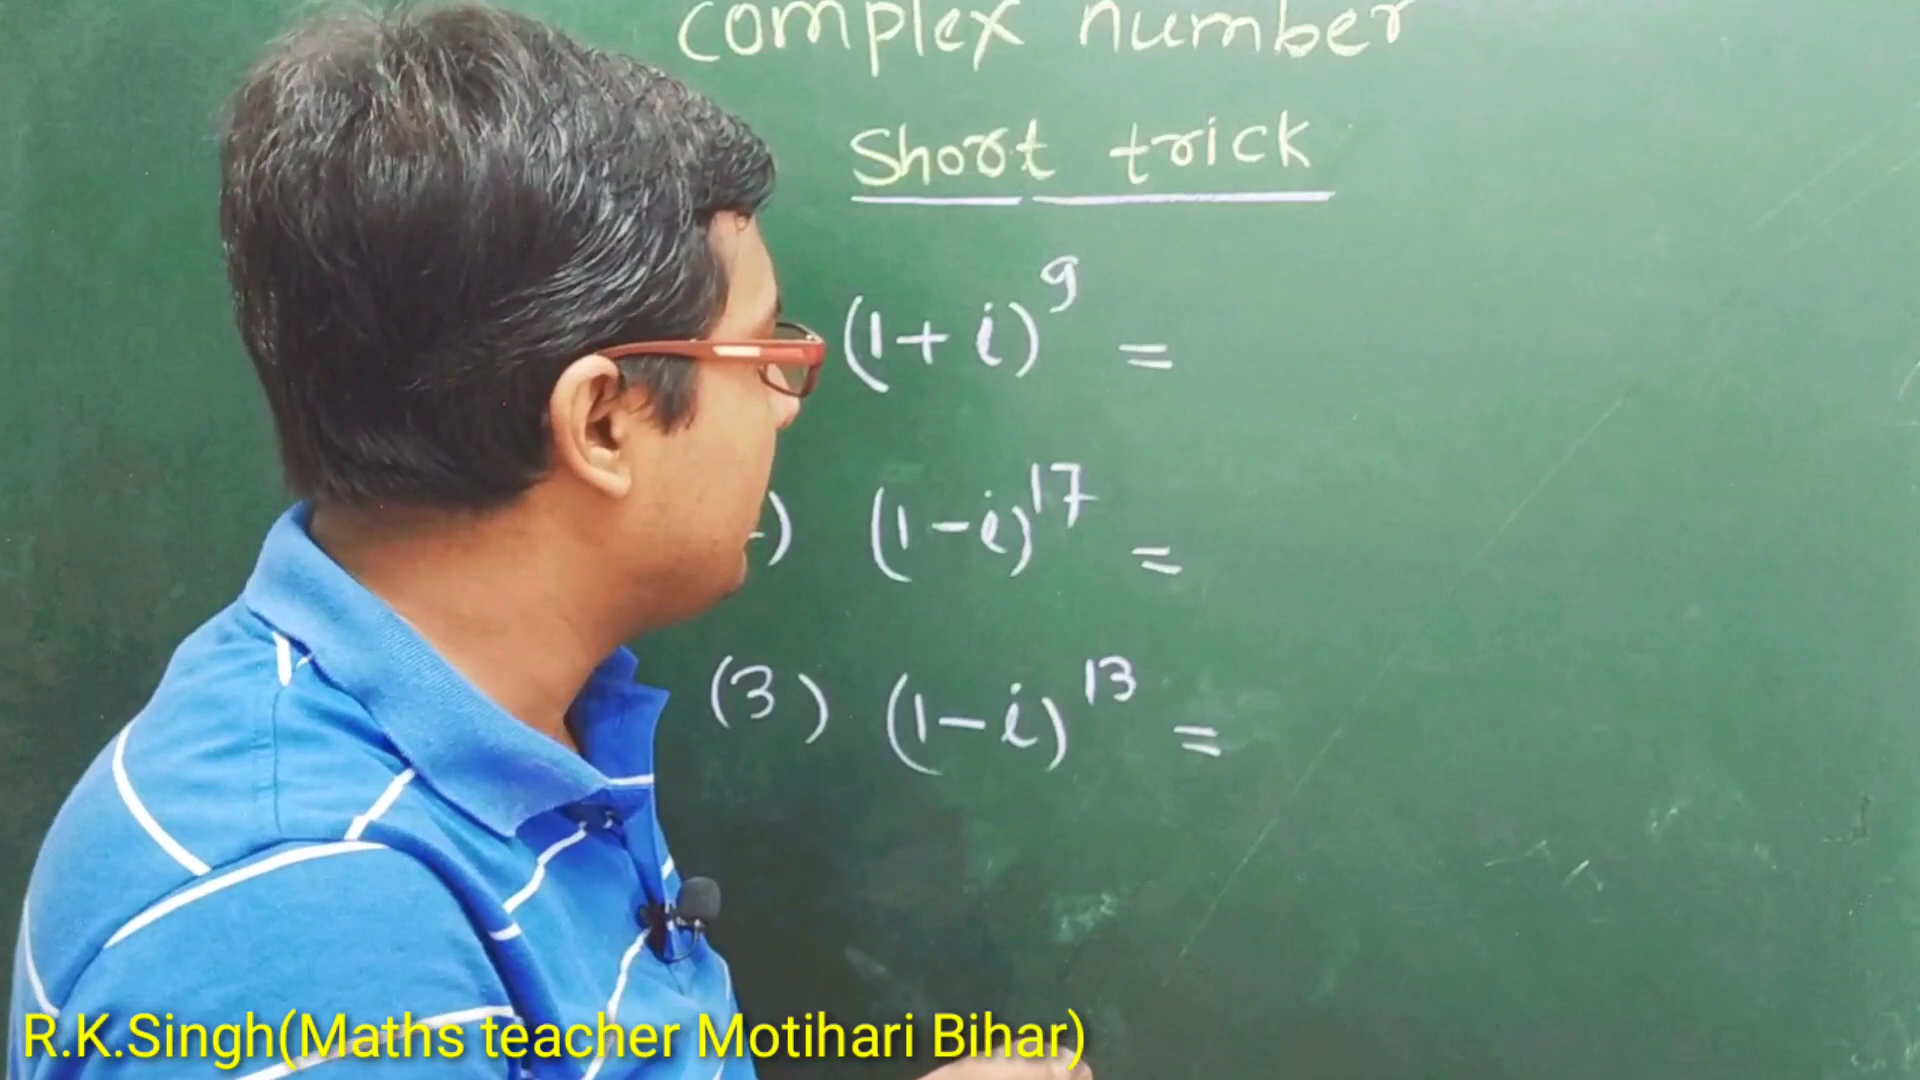 complex number
Short trick
(1+i)^9 =
) (1-i)^17 =
(3) (1-i)^13 =
R.K.Singh(Maths teacher Motihari Bihar)